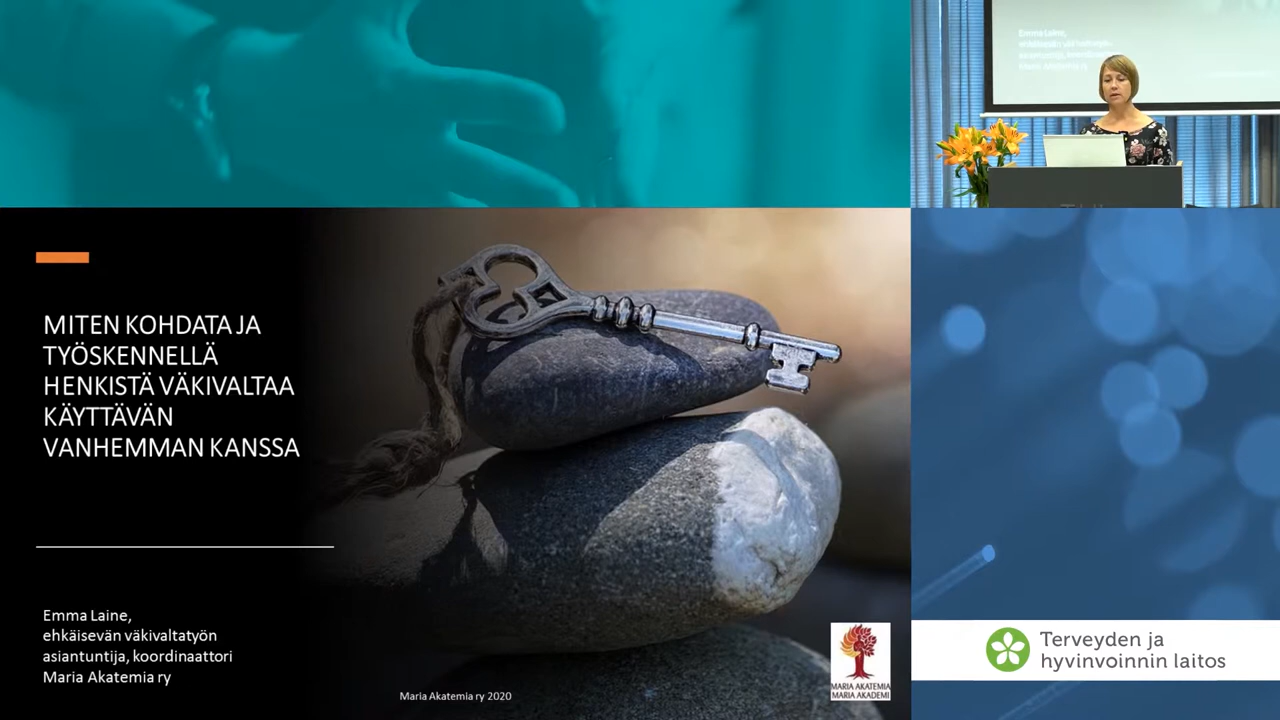 Emma Laine,
MITEN KOHDATA JA
TYÖSKENNELLÄ
HENKISTÄ VÄKIVALTAA
KÄYTTÄVÄN
VANHEMMAN KANSSA
Emma Laine,
ehkäisevän väkivaltatyön
asiantuntija, koordinaattori
Maria Akatemia ry
Maria Akatemia ry 2020
MARIA AKATEMIA
MARIA AKADEMI
Terveyden ja
hyvinvoinnin laitos